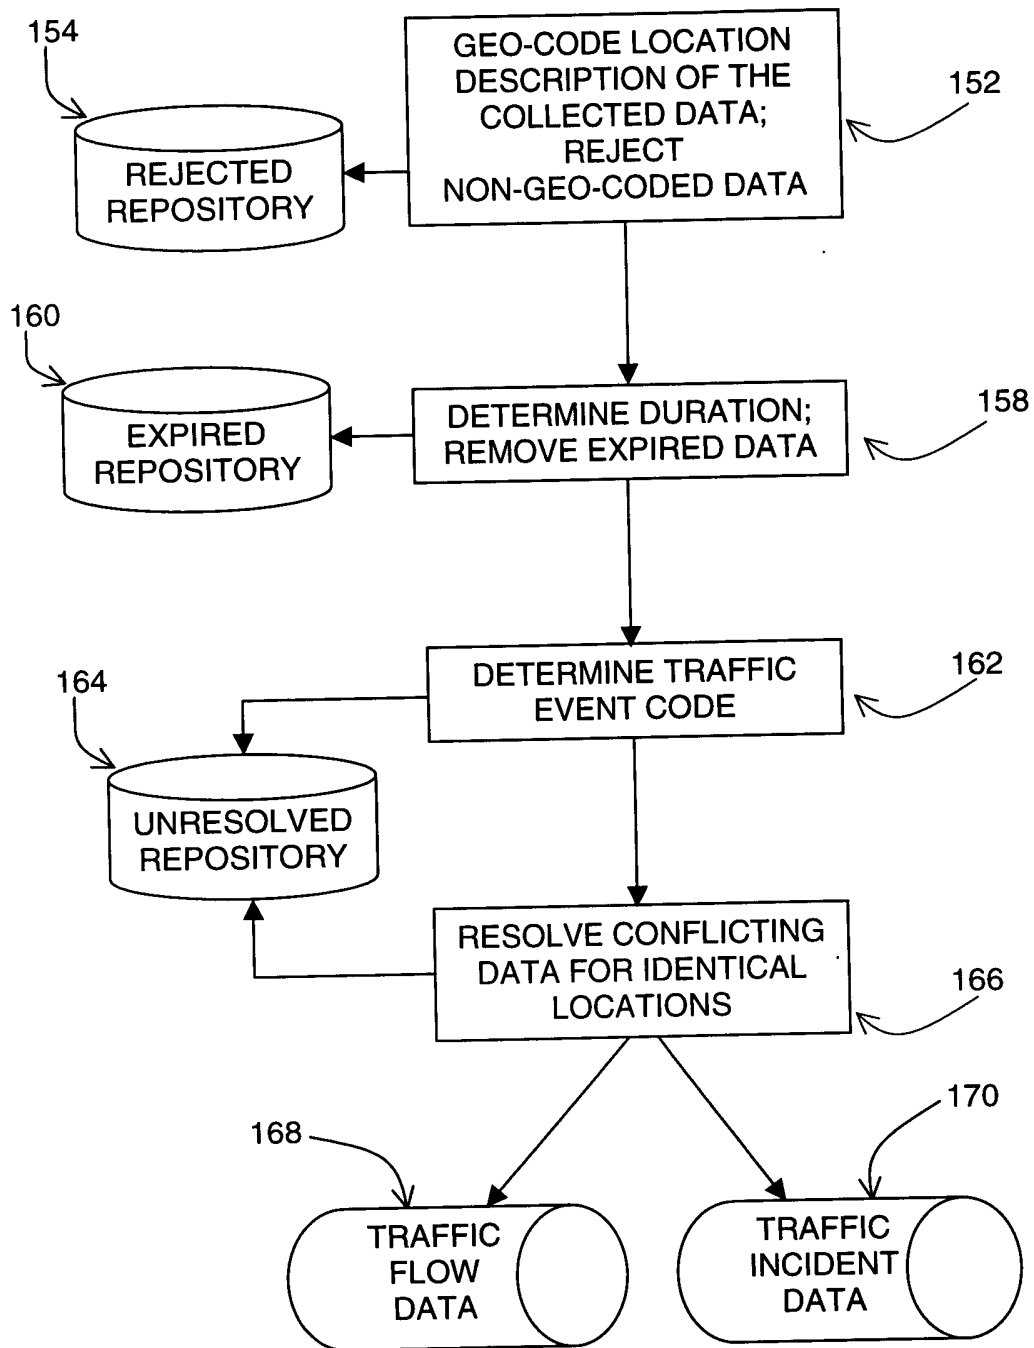 154
GEO-CODE LOCATION
DESCRIPTION OF THE
COLLECTED DATA;
REJECT
NON-GEO-CODED DATA
152
REJECTED
REPOSITORY
160
EXPIRED
REPOSITORY
DETERMINE DURATION;
REMOVE EXPIRED DATA
158
164
DETERMINE TRAFFIC
EVENT CODE
162
UNRESOLVED
REPOSITORY
RESOLVE CONFLICTING
DATA FOR IDENTICAL
LOCATIONS
166
168
170
TRAFFIC
FLOW
DATA
TRAFFIC
INCIDENT
DATA